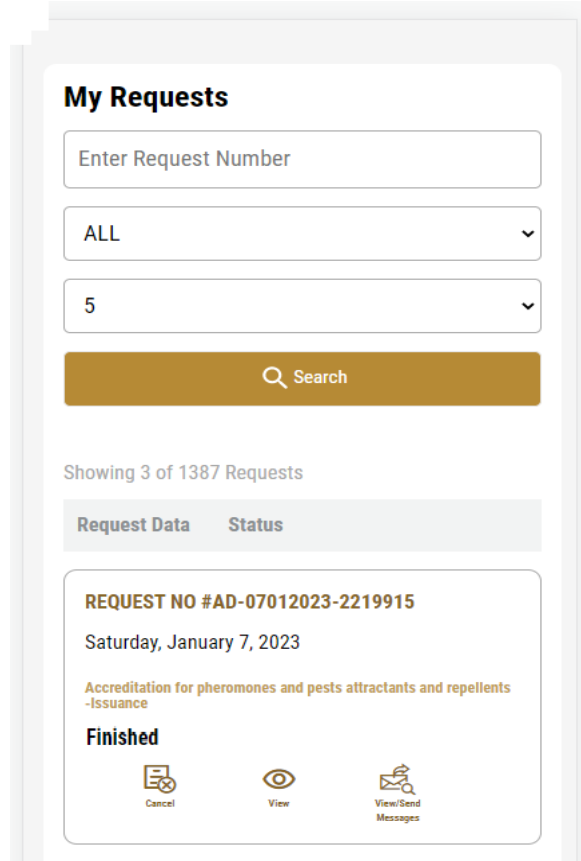 My Requests
Enter Request Number
ALL
5
Search
Showing 3 of 1387 Requests
Request Data Status
REQUEST NO #AD-07012023-2219915
Saturday, January 7, 2023
Accreditation for pheromones and pests attractants and repellents
-Issuance
Finished
Cancel View View/Send
Messages